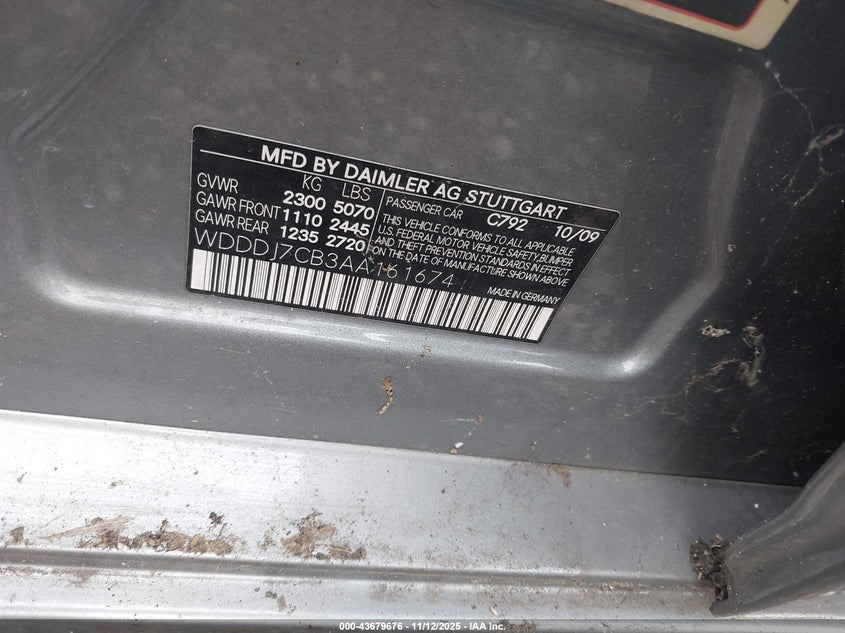 MFD BY DAIMLER AG STUTTGART
KG LBS
GVWR 2300 5070
GAWR FRONT 1110 2445
GAWR REAR 1235 2720
PASSENGER CAR C792 10/09
THIS VEHICLE CONFORMS TO ALL APPLICABLE
U.S. FEDERAL MOTOR VEHICLE SAFETY,BUMPER
AND THEFT PREVENTION STANDARDS IN EFFECT
ON THE DATE OF MANUFACTURE SHOWN ABOVE
WDDDJ7CB3AA161674
MADE IN GERMANY
000-43679676 - 11/12/2025 - IAA Inc.